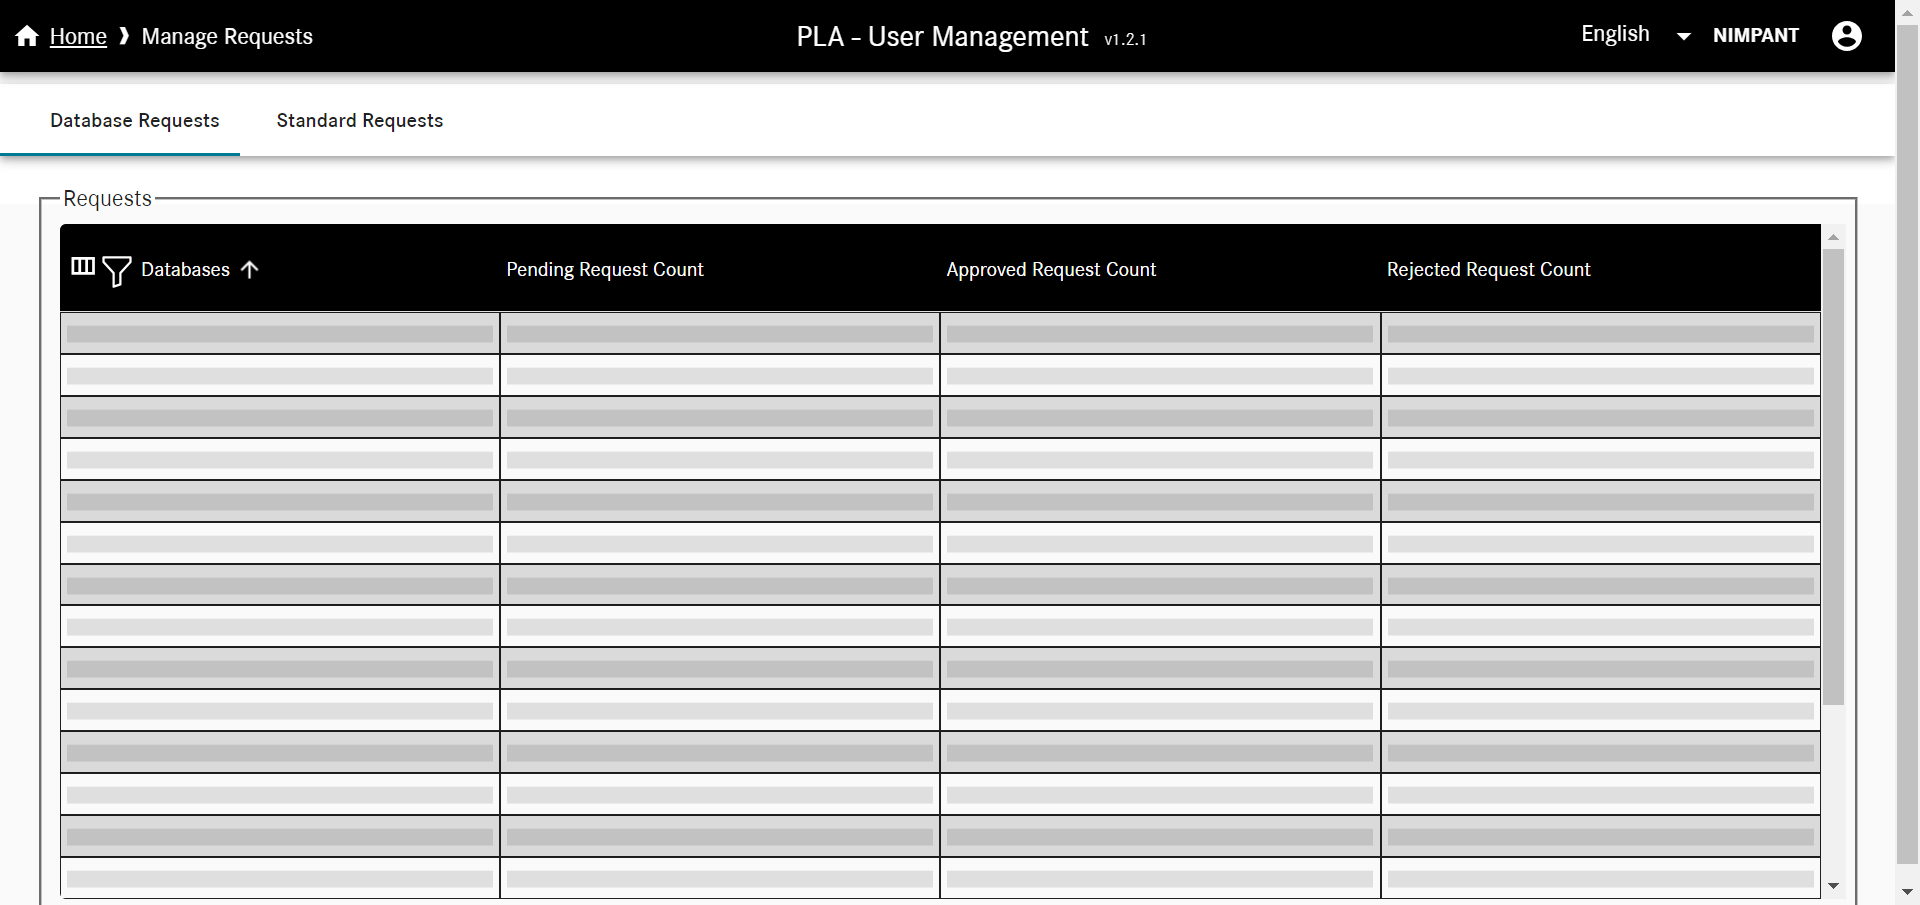 Home ❱ Manage Requests
PLA - User Management v1.2.1
English
NIMPANT
Database Requests
Standard Requests
Requests
Databases
Pending Request Count
Approved Request Count
Rejected Request Count